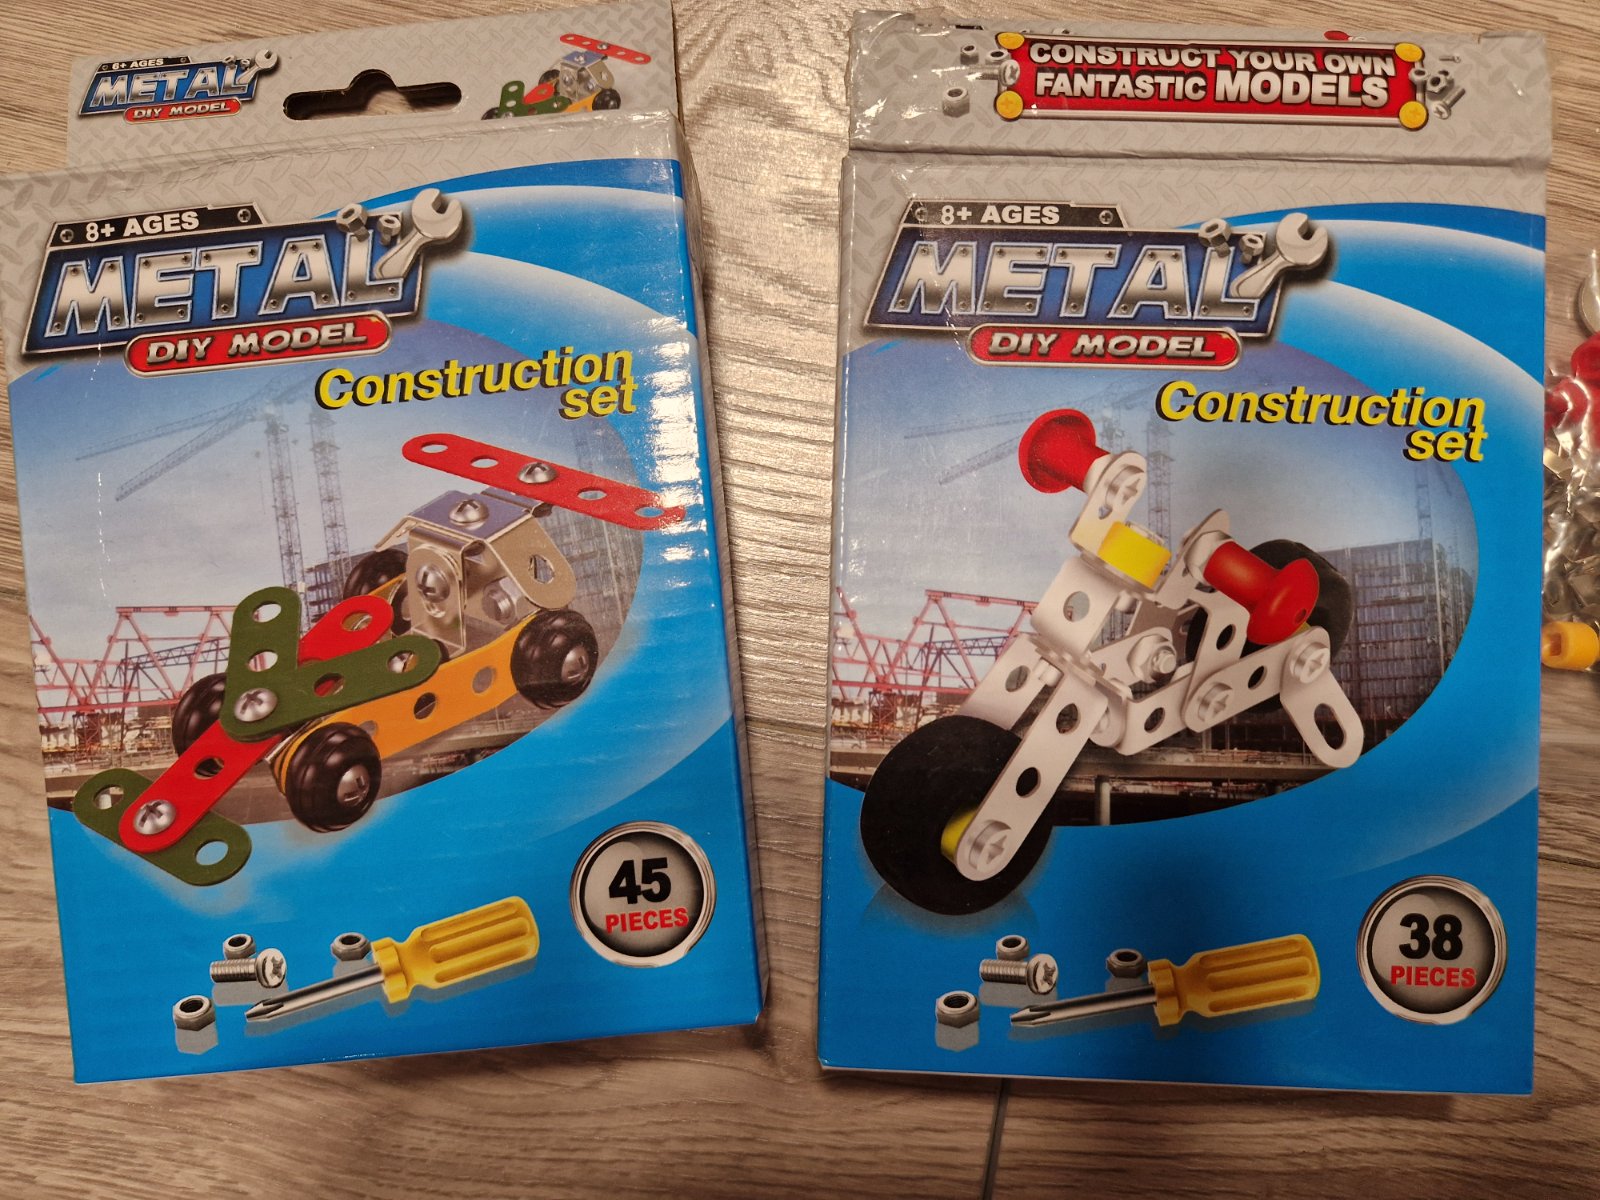 6+ AGES
METAL
DIY MODEL
8+ AGES
METAL
DIY MODEL
Construction
set
45
PIECES
CONSTRUCT YOUR OWN
FANTASTIC MODELS
8+ AGES
METAL
DIY MODEL
Construction
set
38
PIECES